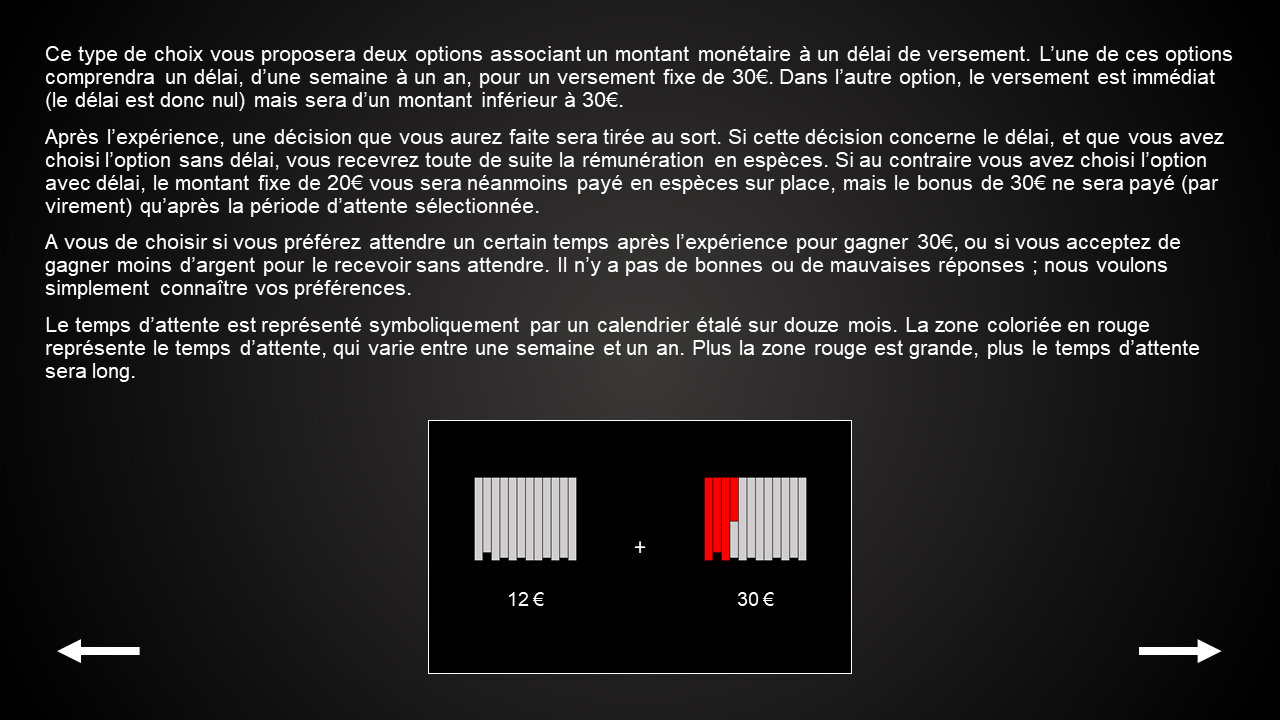 Ce type de choix vous proposera deux options associant un montant monétaire à un délai de versement. L’une de ces options
comprendra un délai, d’une semaine à un an, pour un versement fixe de 30€. Dans l’autre option, le versement est immédiat
(le délai est donc nul) mais sera d’un montant inférieur à 30€.
Après l’expérience, une décision que vous aurez faite sera tirée au sort. Si cette décision concerne le délai, et que vous avez
choisi l’option sans délai, vous recevrez toute de suite la rémunération en espèces. Si au contraire vous avez choisi l’option
avec délai, le montant fixe de 20€ vous sera néanmoins payé en espèces sur place, mais le bonus de 30€ ne sera payé (par
virement) qu’après la période d’attente sélectionnée.
A vous de choisir si vous préférez attendre un certain temps après l’expérience pour gagner 30€, ou si vous acceptez de
gagner moins d’argent pour le recevoir sans attendre. Il n’y a pas de bonnes ou de mauvaises réponses ; nous voulons
simplement connaître vos préférences.
Le temps d’attente est représenté symboliquement par un calendrier étalé sur douze mois. La zone coloriée en rouge
représente le temps d’attente, qui varie entre une semaine et un an. Plus la zone rouge est grande, plus le temps d’attente
sera long.
+
12 € 30 €